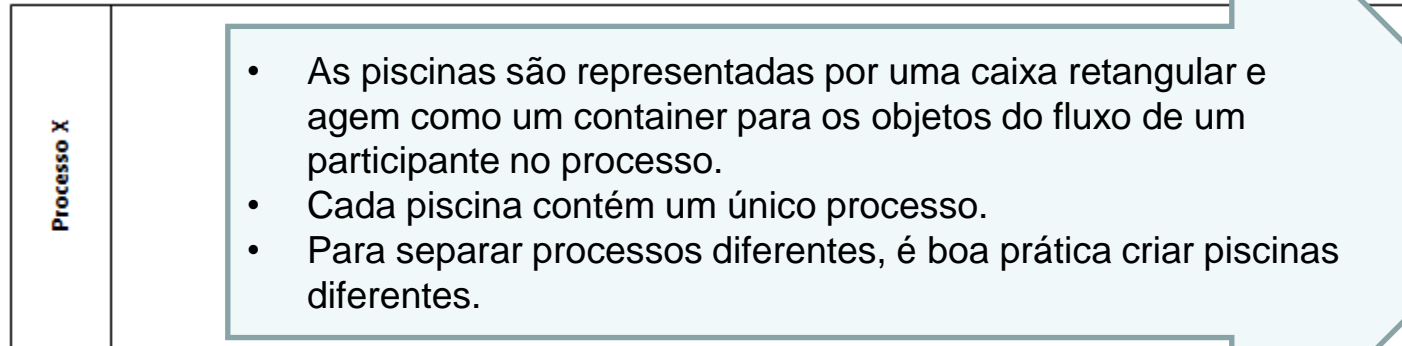 Processo X
• As piscinas são representadas por uma caixa retangular e
agem como um container para os objetos do fluxo de um
participante no processo.
• Cada piscina contém um único processo.
• Para separar processos diferentes, é boa prática criar piscinas
diferentes.